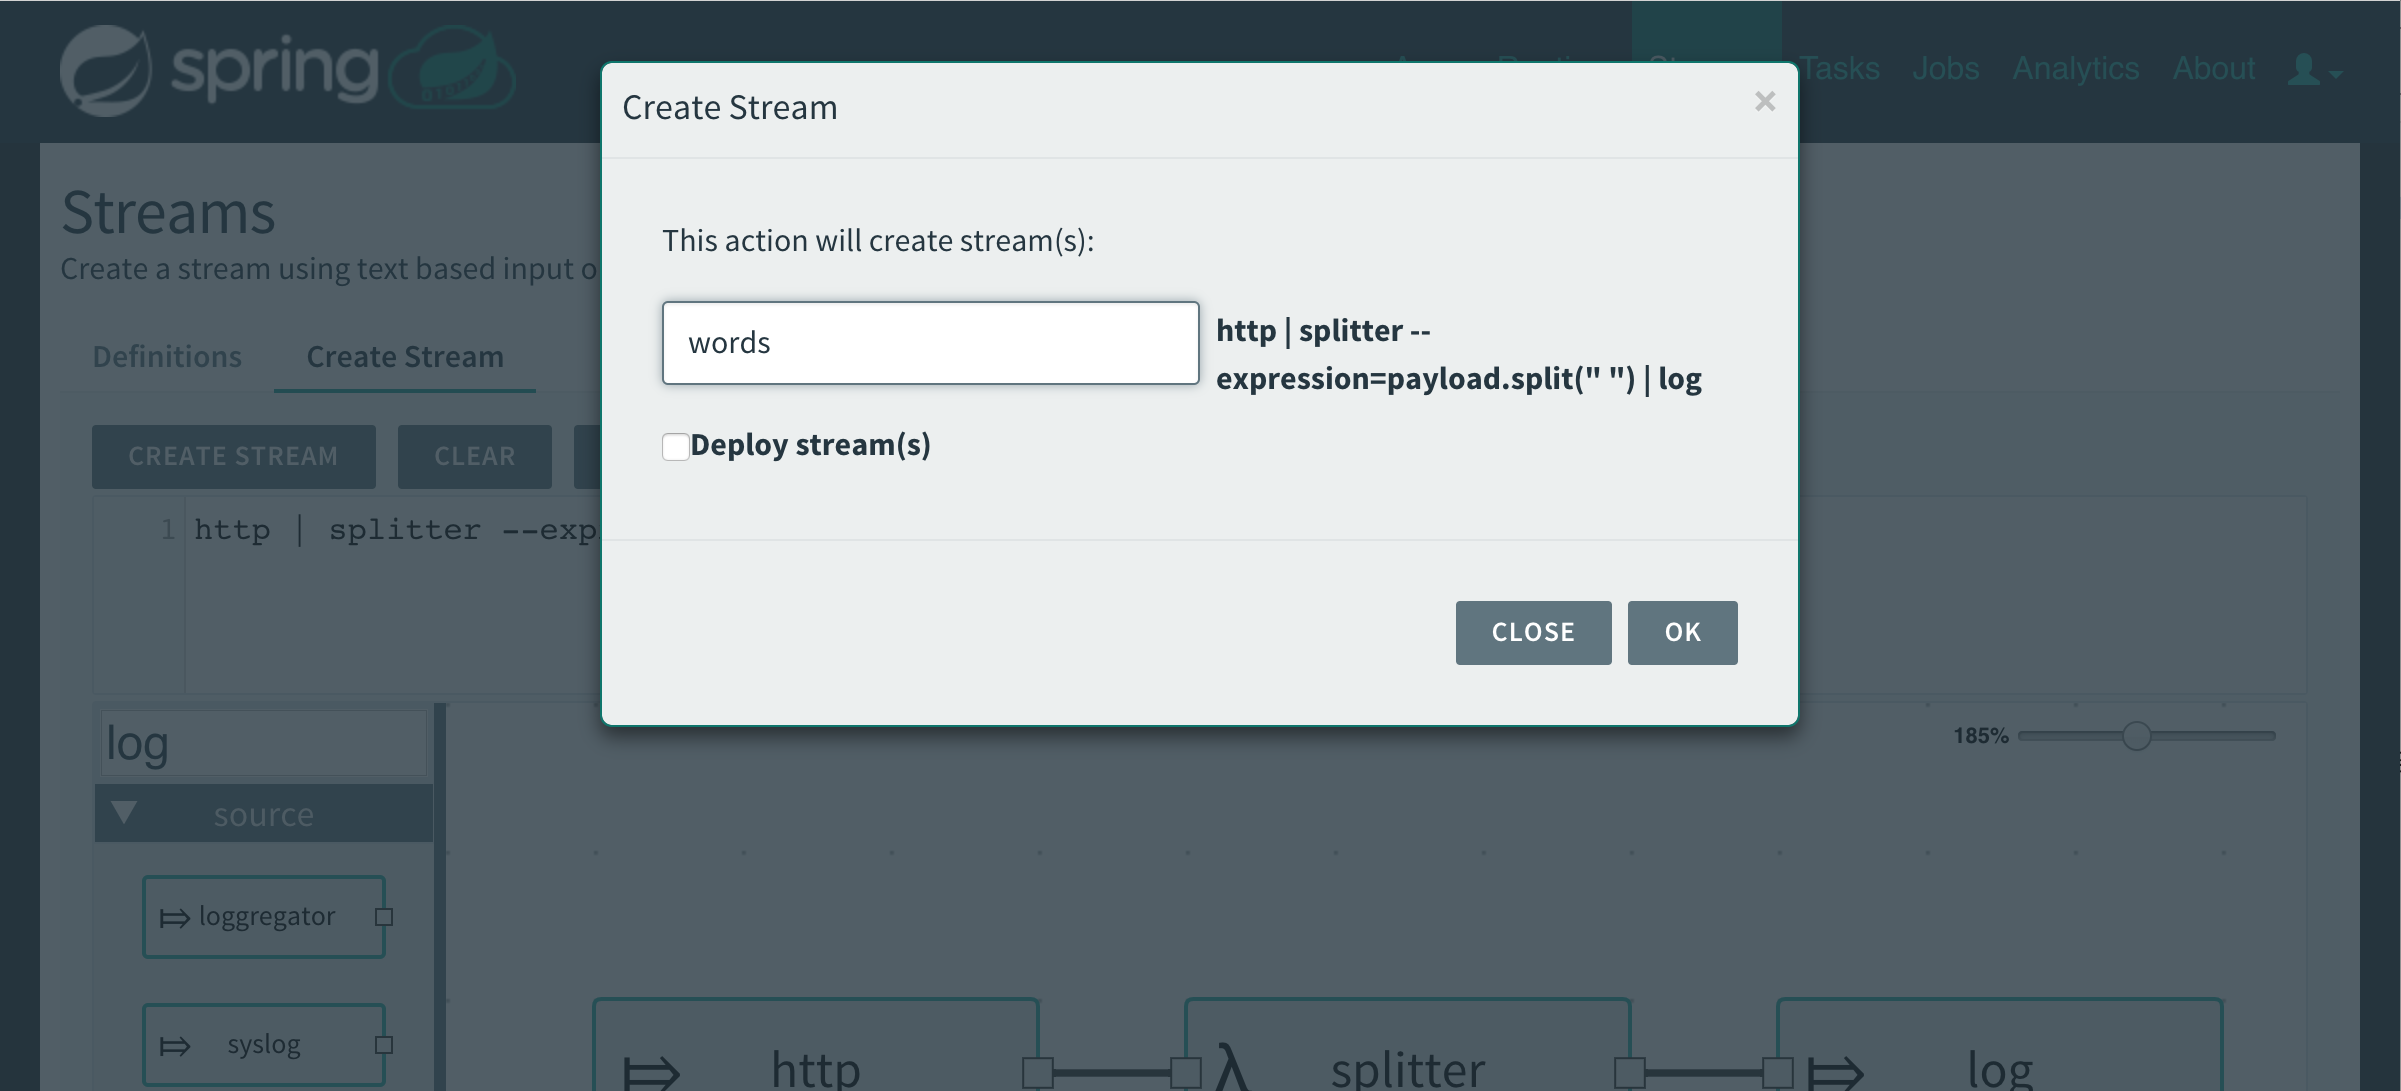 spring
Tasks Jobs Analytics About
Create Stream
×
Streams
Create a stream using text based input o
This action will create stream(s):
words
http | splitter --
expression=payload.split(" ") | log
Definitions Create Stream
Deploy stream(s)
CREATE STREAM CLEAR
1 http | splitter --exp
CLOSE OK
log
185%
source
loggregator
syslog
http splitter log